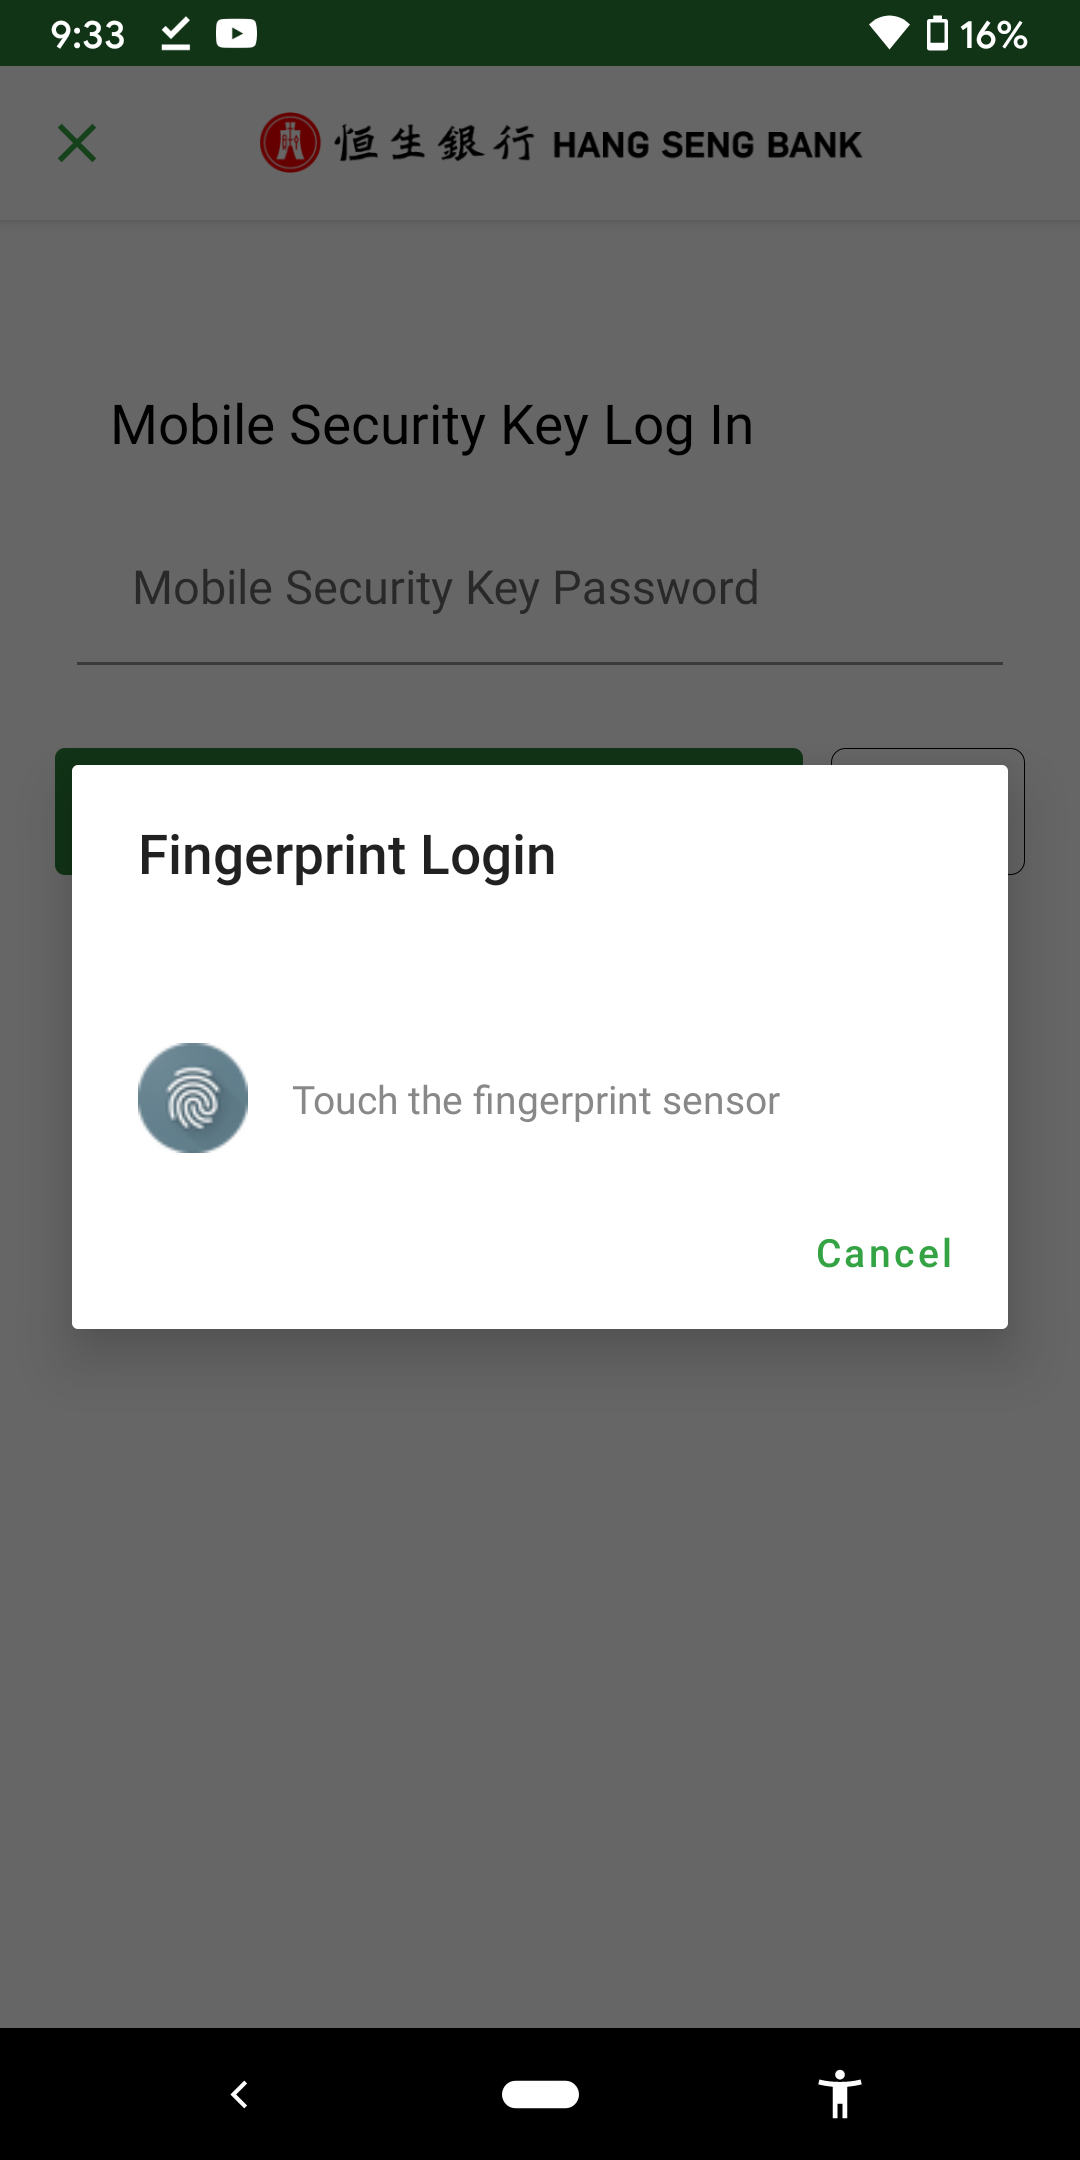 9:33 16%
恒生銀行 HANG SENG BANK
Mobile Security Key Log In
Mobile Security Key Password
Fingerprint Login
Touch the fingerprint sensor
Cancel